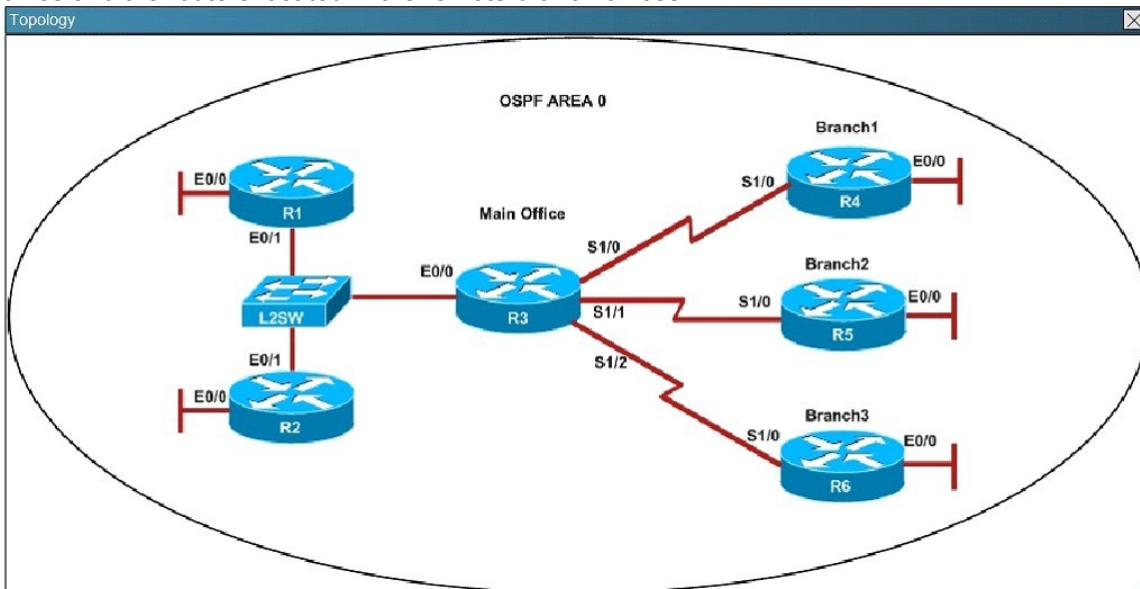 Topology
OSPF AREA 0
Branch1
E0/0
E0/0
S1/0
R1
R4
Main Office
E0/1
S1/0
Branch2
E0/0
S1/0
E0/0
L2SW
R3
S1/1
R5
E0/1
S1/2
E0/0
Branch3
R2
S1/0
E0/0
R6